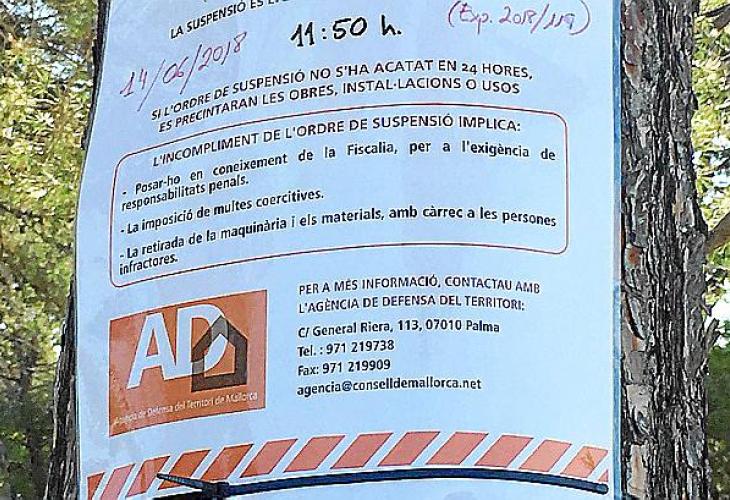 LA SUSPENSIÓ ÉS
11:50 h.
(Exp. 2018/119)
14/06/2018
SI L'ORDRE DE SUSPENSIÓ NO S'HA ACATAT EN 24 HORES,
ES PRECINTARAN LES OBRES, INSTAL·LACIONS O USOS
L'INCOMPLIMENT DE L'ORDRE DE SUSPENSIÓ IMPLICA:
- Posar-ho en coneixement de la Fiscalia, per a l'exigència de
responsabilitats penals.
- La imposició de multes coercitives.
- La retirada de la maquinària i els materials, amb càrrec a les persones
infractores.
AD
Agència de Defensa del Territori de Mallorca
PER A MÉS INFORMACIÓ, CONTACTAU AMB
L'AGÈNCIA DE DEFENSA DEL TERRITORI:
C/ General Riera, 113, 07010 Palma
Tel. : 971 219738
Fax: 971 219909
agencia@conselldemallorca.net